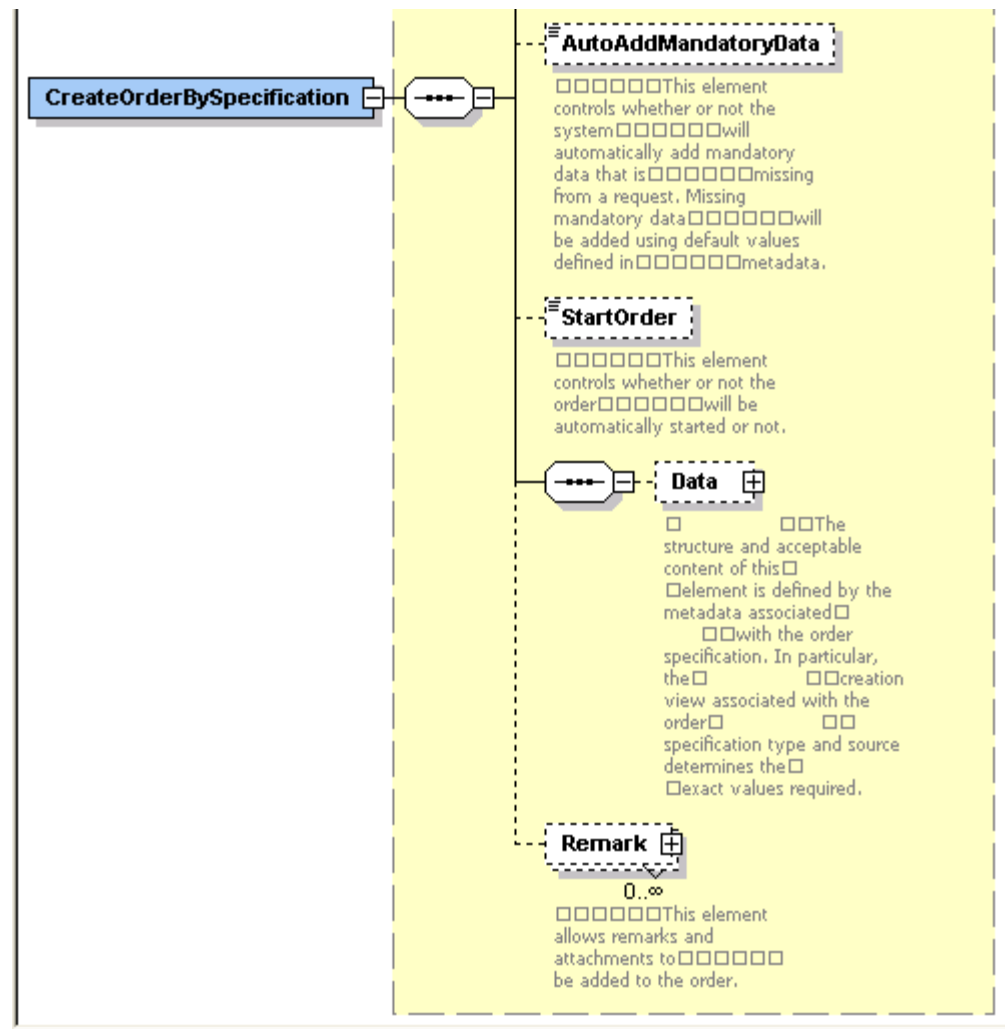 AutoAddMandatoryData
CreateOrderBySpecification
□□□□□□This element
controls whether or not the
system□□□□□□will
automatically add mandatory
data that is□□□□□□missing
from a request. Missing
mandatory data□□□□□□will
be added using default values
defined in□□□□□□metadata.
StartOrder
□□□□□□This element
controls whether or not the
order□□□□□□will be
automatically started or not.
Data
□ □□The
structure and acceptable
content of this□
□element is defined by the
metadata associated□
□□with the order
specification. In particular,
the□ □□creation
view associated with the
order□ □□
specification type and source
determines the□
□exact values required.
Remark
0..∞
□□□□□□This element
allows remarks and
attachments to□□□□□□
be added to the order.